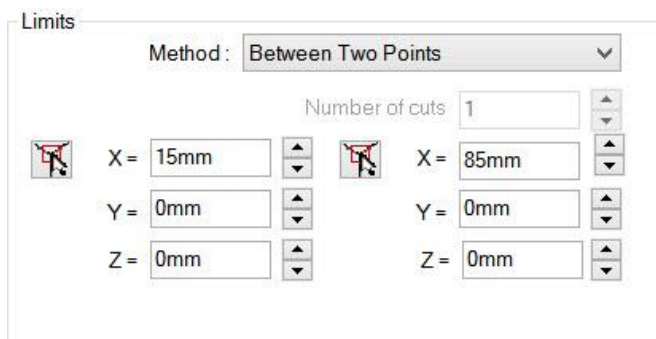 Limits
Method : Between Two Points
Number of cuts 1
X = 15mm X = 85mm
Y = 0mm Y = 0mm
Z = 0mm Z = 0mm